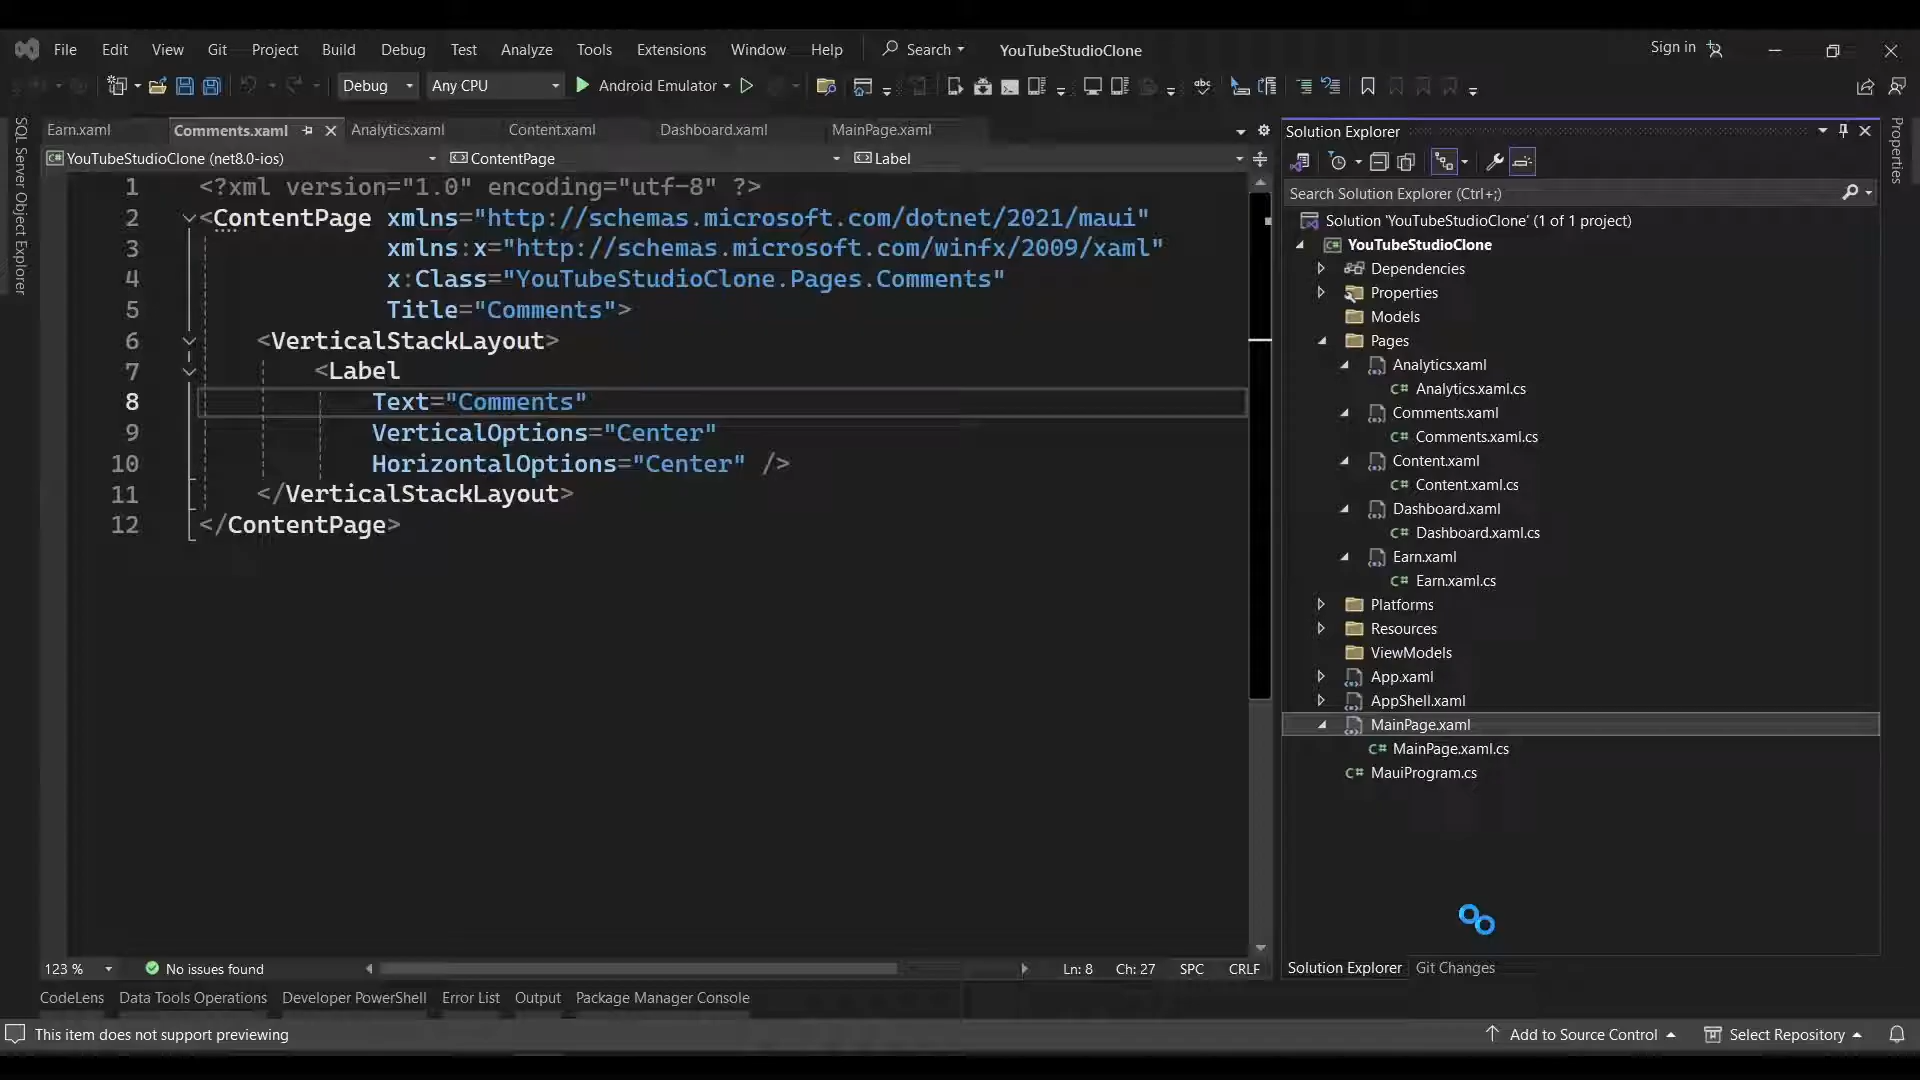 File Edit View Git Project Build Debug Test Analyze Tools Extensions Window Help Search YouTubeStudioClone Sign in
Debug Any CPU Android Emulator
SQL Server Object Explorer
Earn.xaml Comments.xaml Analytics.xaml Content.xaml Dashboard.xaml MainPage.xaml
YouTubeStudioClone (net8.0-ios) ContentPage Label
1 <?xml version="1.0" encoding="utf-8" ?>
2 <ContentPage xmlns="http://schemas.microsoft.com/dotnet/2021/maui"
3 xmlns:x="http://schemas.microsoft.com/winfx/2009/xaml"
4 x:Class="YouTubeStudioClone.Pages.Comments"
5 Title="Comments">
6 <VerticalStackLayout>
7 <Label
8 Text="Comments"
9 VerticalOptions="Center"
10 HorizontalOptions="Center" />
11 </VerticalStackLayout>
12 </ContentPage>
123 % No issues found Ln: 8 Ch: 27 SPC CRLF
Solution Explorer
Search Solution Explorer (Ctrl+;)
Solution 'YouTubeStudioClone' (1 of 1 project)
C# YouTubeStudioClone
Dependencies
Properties
Models
Pages
Analytics.xaml
C# Analytics.xaml.cs
Comments.xaml
C# Comments.xaml.cs
Content.xaml
C# Content.xaml.cs
Dashboard.xaml
C# Dashboard.xaml.cs
Earn.xaml
C# Earn.xaml.cs
Platforms
Resources
ViewModels
App.xaml
AppShell.xaml
MainPage.xaml
C# MainPage.xaml.cs
C# MauiProgram.cs
Solution Explorer Git Changes
Properties
CodeLens Data Tools Operations Developer PowerShell Error List Output Package Manager Console
This item does not support previewing Add to Source Control Select Repository